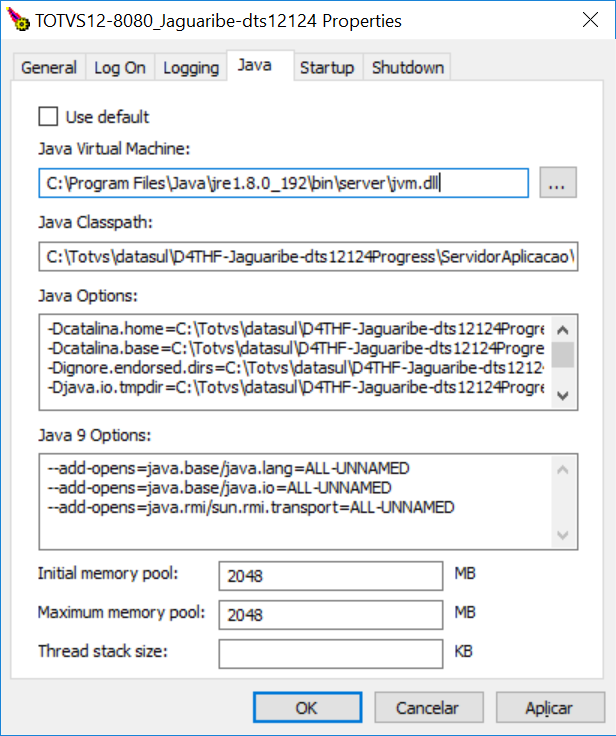 TOTVS12-8080_Jaguaribe-dts12124 Properties
General Log On Logging Java Startup Shutdown
Use default
Java Virtual Machine:
C:\Program Files\Java\jre1.8.0_192\bin\server\jvm.dll
...
Java Classpath:
C:\Totvs\datasul\D4THF-Jaguaribe-dts12124Progress\ServidorAplicacao\
Java Options:
-Dcatalina.home=C:\Totvs\datasul\D4THF-Jaguaribe-dts12124Progre
-Dcatalina.base=C:\Totvs\datasul\D4THF-Jaguaribe-dts12124Progre
-Dignore.endorsed.dirs=C:\Totvs\datasul\D4THF-Jaguaribe-dts1212
-Djava.io.tmpdir=C:\Totvs\datasul\D4THF-Jaguaribe-dts12124Progre
Java 9 Options:
--add-opens=java.base/java.lang=ALL-UNNAMED
--add-opens=java.base/java.io=ALL-UNNAMED
--add-opens=java.rmi/sun.rmi.transport=ALL-UNNAMED
Initial memory pool: 2048 MB
Maximum memory pool: 2048 MB
Thread stack size: KB
OK Cancelar Aplicar